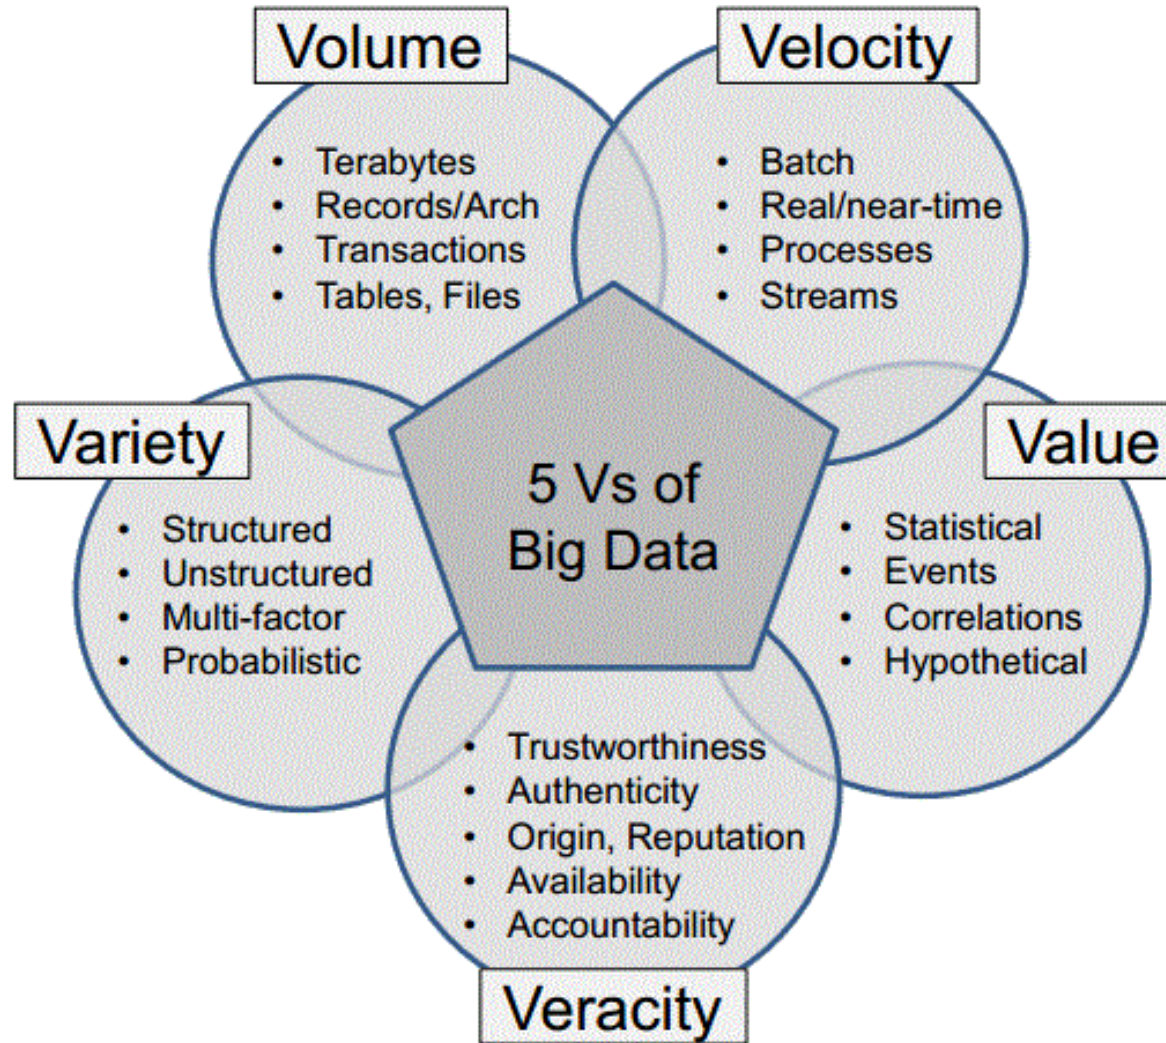 Volume
• Terabytes
• Records/Arch
• Transactions
• Tables, Files
Velocity
• Batch
• Real/near-time
• Processes
• Streams
Variety
• Structured
• Unstructured
• Multi-factor
• Probabilistic
5 Vs of
Big Data
Value
• Statistical
• Events
• Correlations
• Hypothetical
• Trustworthiness
• Authenticity
• Origin, Reputation
• Availability
• Accountability
Veracity